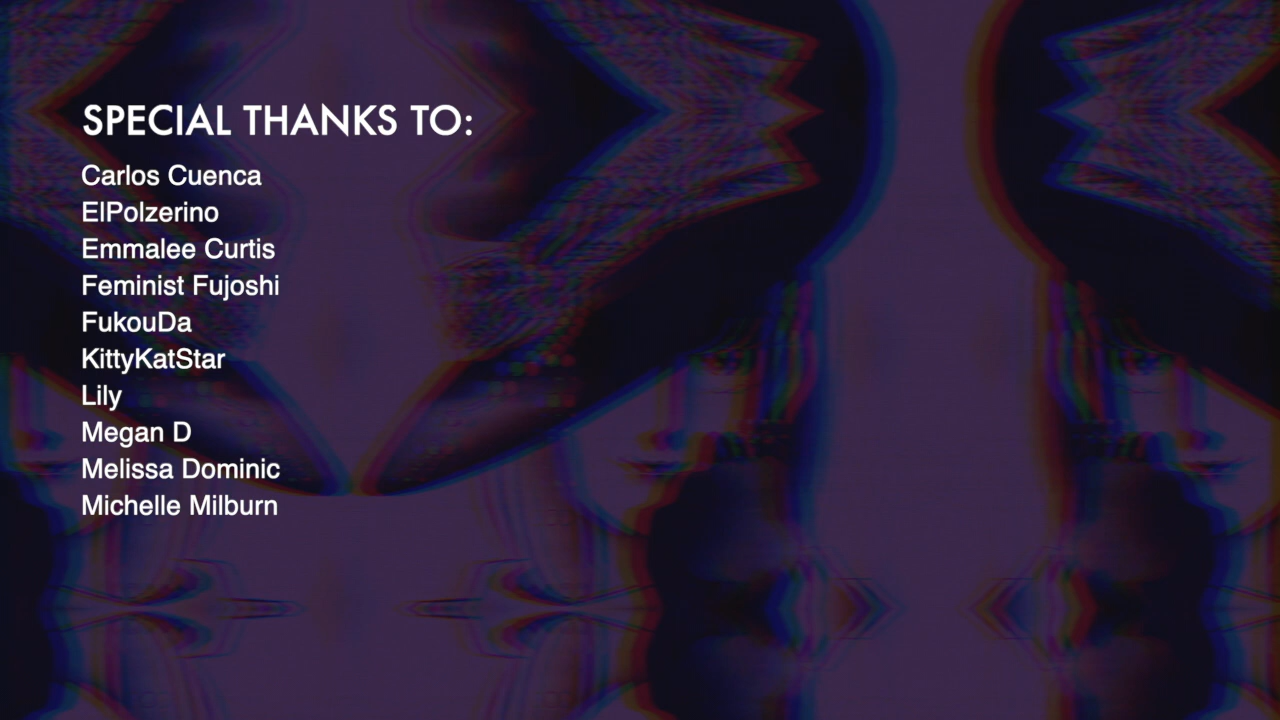 SPECIAL THANKS TO:
Carlos Cuenca
ElPolzerino
Emmalee Curtis
Feminist Fujoshi
FukouDa
KittyKatStar
Lily
Megan D
Melissa Dominic
Michelle Milburn